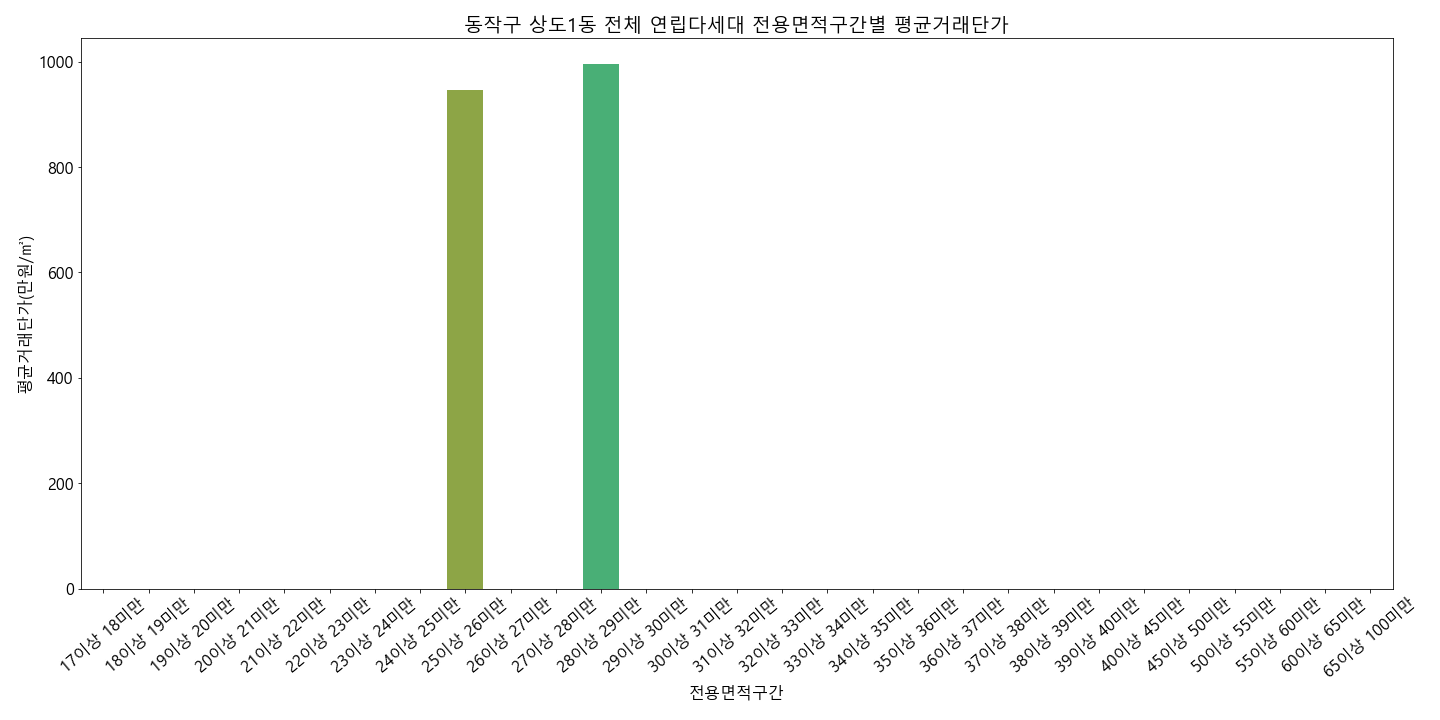 동작구 상도1동 전체 연립다세대 전용면적구간별 평균거래단가
평균거래단가(만원/㎡)
1000
800
600
400
200
0
17이상 18미만
18이상 19미만
19이상 20미만
20이상 21미만
21이상 22미만
22이상 23미만
23이상 24미만
24이상 25미만
25이상 26미만
26이상 27미만
27이상 28미만
28이상 29미만
29이상 30미만
30이상 31미만
31이상 32미만
32이상 33미만
33이상 34미만
34이상 35미만
35이상 36미만
36이상 37미만
37이상 38미만
38이상 39미만
39이상 40미만
40이상 45미만
45이상 50미만
50이상 55미만
55이상 60미만
60이상 65미만
65이상 100미만
전용면적구간